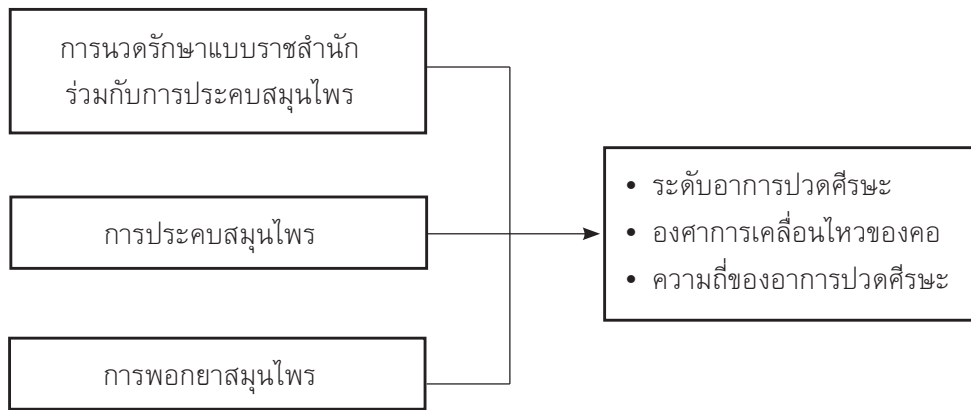 การนวดรักษาแบบราชสำนัก
ร่วมกับการประคบสมุนไพร
การประคบสมุนไพร
การพอกยาสมุนไพร
• ระดับอาการปวดศีรษะ
• องศาการเคลื่อนไหวของคอ
• ความถี่ของอาการปวดศีรษะ